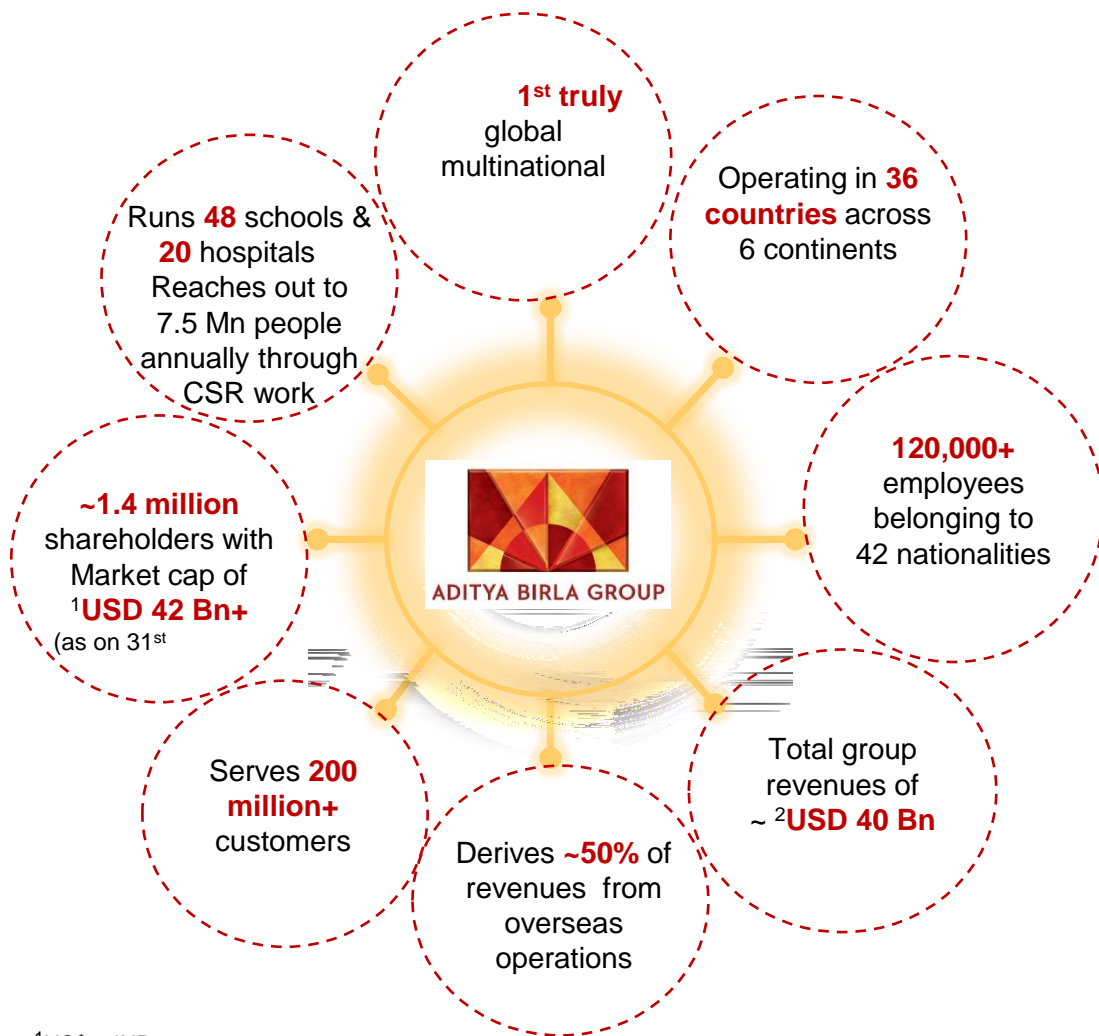 1st truly
global
multinational
Operating in 36
countries across
6 continents
120,000+
employees
belonging to
42 nationalities
Total group
revenues of
~ 2USD 40 Bn
Derives ~50% of
revenues from
overseas
operations
Serves 200
million+
customers
~1.4 million
shareholders with
Market cap of
1USD 42 Bn+
(as on 31st
Runs 48 schools &
20 hospitals
Reaches out to
7.5 Mn people
annually through
CSR work
ADITYA BIRLA GROUP